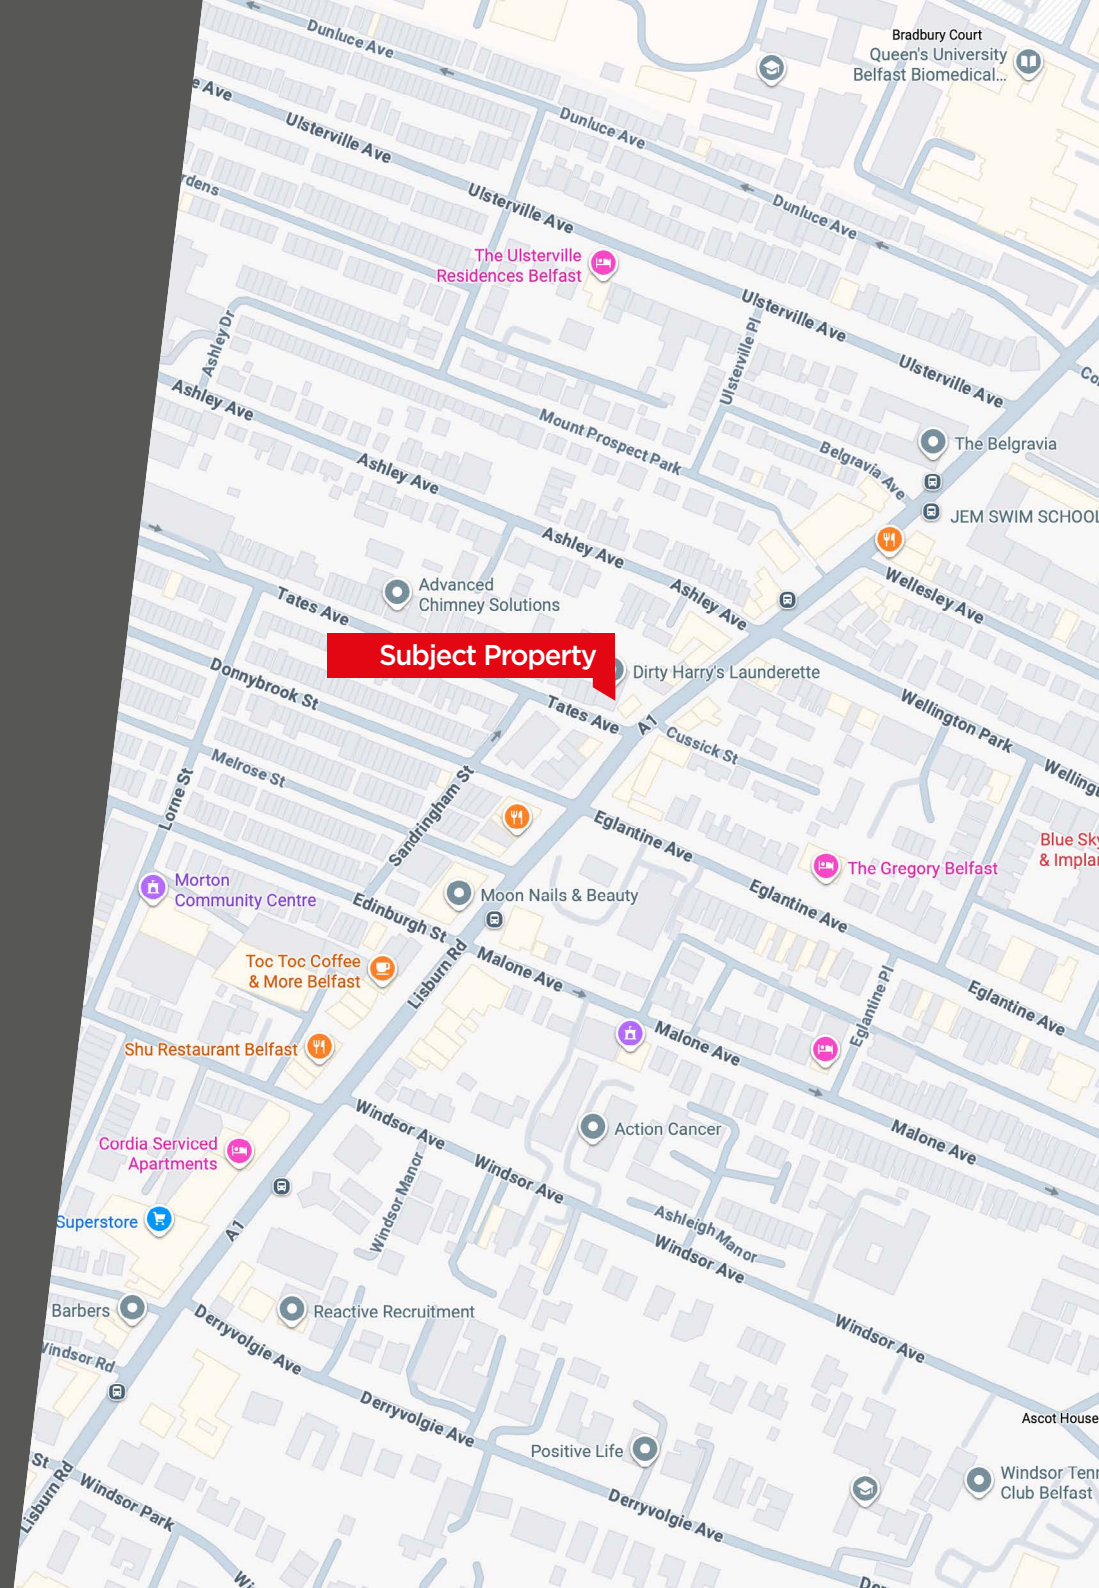 Dunluce Ave
Bradbury Court
Queen's University
Belfast Biomedical...
Ave
Ulsterville Ave
Dunluce Ave
rdens
Ulsterville Ave
Dunluce Ave
The Ulsterville
Residences Belfast
Ulsterville Ave
Ashley Dr
Ulsterville Pl
Ulsterville Ave
Ashley Ave
Mount Prospect Park
The Belgravia
Belgravia Ave
Ashley Ave
JEM SWIM SCHOOL
Ashley Ave
Wellesley Ave
Advanced
Chimney Solutions
Tates Ave
Ashley Ave
Subject Property
Dirty Harry's Launderette
Donnybrook St
Tates Ave
A1
Wellington Park
Cussick St
Melrose St
Lorne St
Sandringham St
Wellingt
Eglantine Ave
Blue Sky
& Implan
The Gregory Belfast
Morton
Community Centre
Moon Nails & Beauty
Eglantine Ave
Edinburgh St
Toc Toc Coffee
& More Belfast
Lisburn Rd
Malone Ave
Eglantine Pl
Eglantine Ave
Shu Restaurant Belfast
Malone Ave
Windsor Ave
Action Cancer
Malone Ave
Cordia Serviced
Apartments
Windsor Manor
Windsor Ave
Superstore
A1
Ashleigh Manor
Windsor Ave
Barbers
Reactive Recruitment
Derryvolgie Ave
Windsor Ave
Windsor Rd
Derryvolgie Ave
Ascot House
Positive Life
St
Windsor Tenn
Club Belfast
Lisburn Rd
Windsor Park
Derryvolgie Ave
Wi
Der